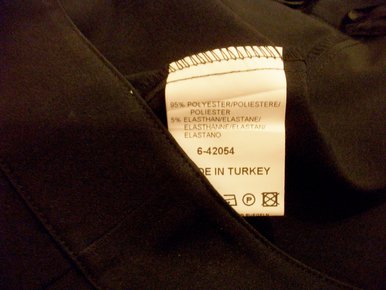 95% POLYESTER/POLIESTERE/
POLIESTER
5% ELASTHAN/ELASTANE/
ELASTHANNE/ELASTAN/
ELASTANO
6-42054
DE IN TURKEY
P